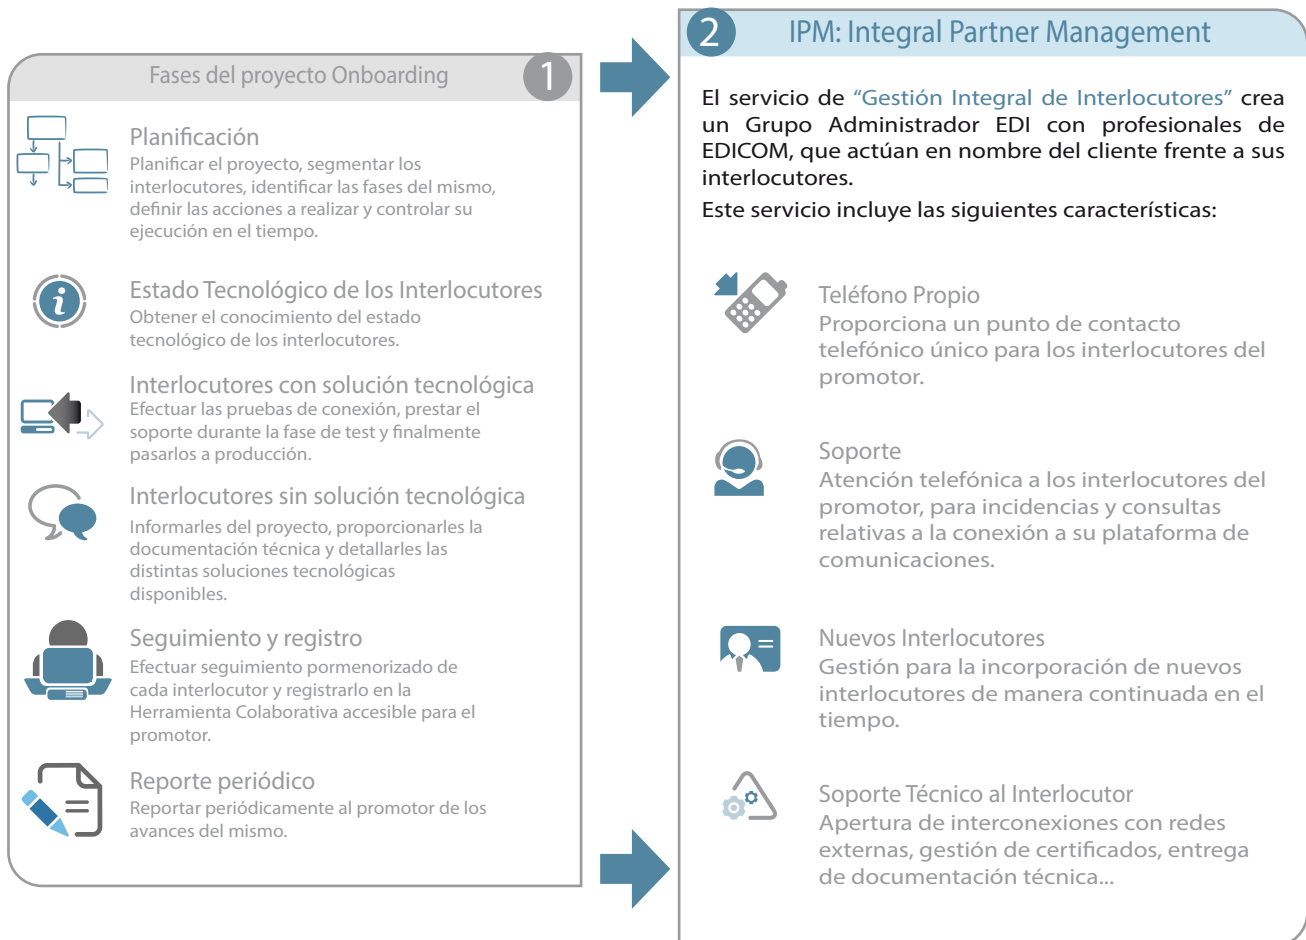 Fases del proyecto Onboarding
1
Planificación
Planificar el proyecto, segmentar los
interlocutores, identificar las fases del mismo,
definir las acciones a realizar y controlar su
ejecución en el tiempo.
Estado Tecnológico de los Interlocutores
Obtener el conocimiento del estado
tecnológico de los interlocutores.
Interlocutores con solución tecnológica
Efectuar las pruebas de conexión, prestar el
soporte durante la fase de test y finalmente
pasarlos a producción.
Interlocutores sin solución tecnológica
Informarles del proyecto, proporcionarles la
documentación técnica y detallarles las
distintas soluciones tecnológicas
disponibles.
Seguimiento y registro
Efectuar seguimiento pormenorizado de
cada interlocutor y registrarlo en la
Herramienta Colaborativa accesible para el
promotor.
Reporte periódico
Reportar periódicamente al promotor de los
avances del mismo.
2
IPM: Integral Partner Management
El servicio de “Gestión Integral de Interlocutores” crea
un Grupo Administrador EDI con profesionales de
EDICOM, que actúan en nombre del cliente frente a sus
interlocutores.
Este servicio incluye las siguientes características:
Teléfono Propio
Proporciona un punto de contacto
telefónico único para los interlocutores del
promotor.
Soporte
Atención telefónica a los interlocutores del
promotor, para incidencias y consultas
relativas a la conexión a su plataforma de
comunicaciones.
Nuevos Interlocutores
Gestión para la incorporación de nuevos
interlocutores de manera continuada en el
tiempo.
Soporte Técnico al Interlocutor
Apertura de interconexiones con redes
externas, gestión de certificados, entrega
de documentación técnica...